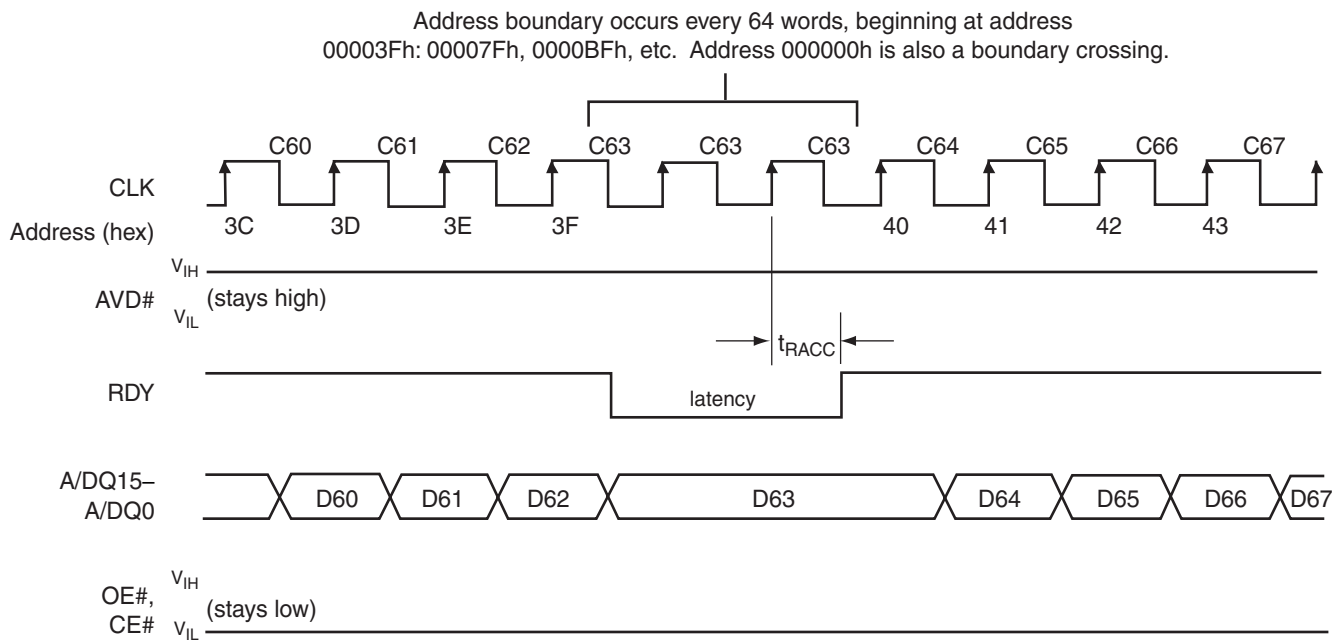 Address boundary occurs every 64 words, beginning at address
00003Fh: 00007Fh, 0000BFh, etc. Address 000000h is also a boundary crossing.
C60 C61 C62 C63 C63 C63 C64 C65 C66 C67
CLK
Address (hex) 3C 3D 3E 3F 40 41 42 43
VIH
AVD# (stays high)
VIL
tRACC
RDY latency
A/DQ15–
A/DQ0
D60 D61 D62 D63 D64 D65 D66 D67
VIH
OE#,
(stays low)
CE# VIL